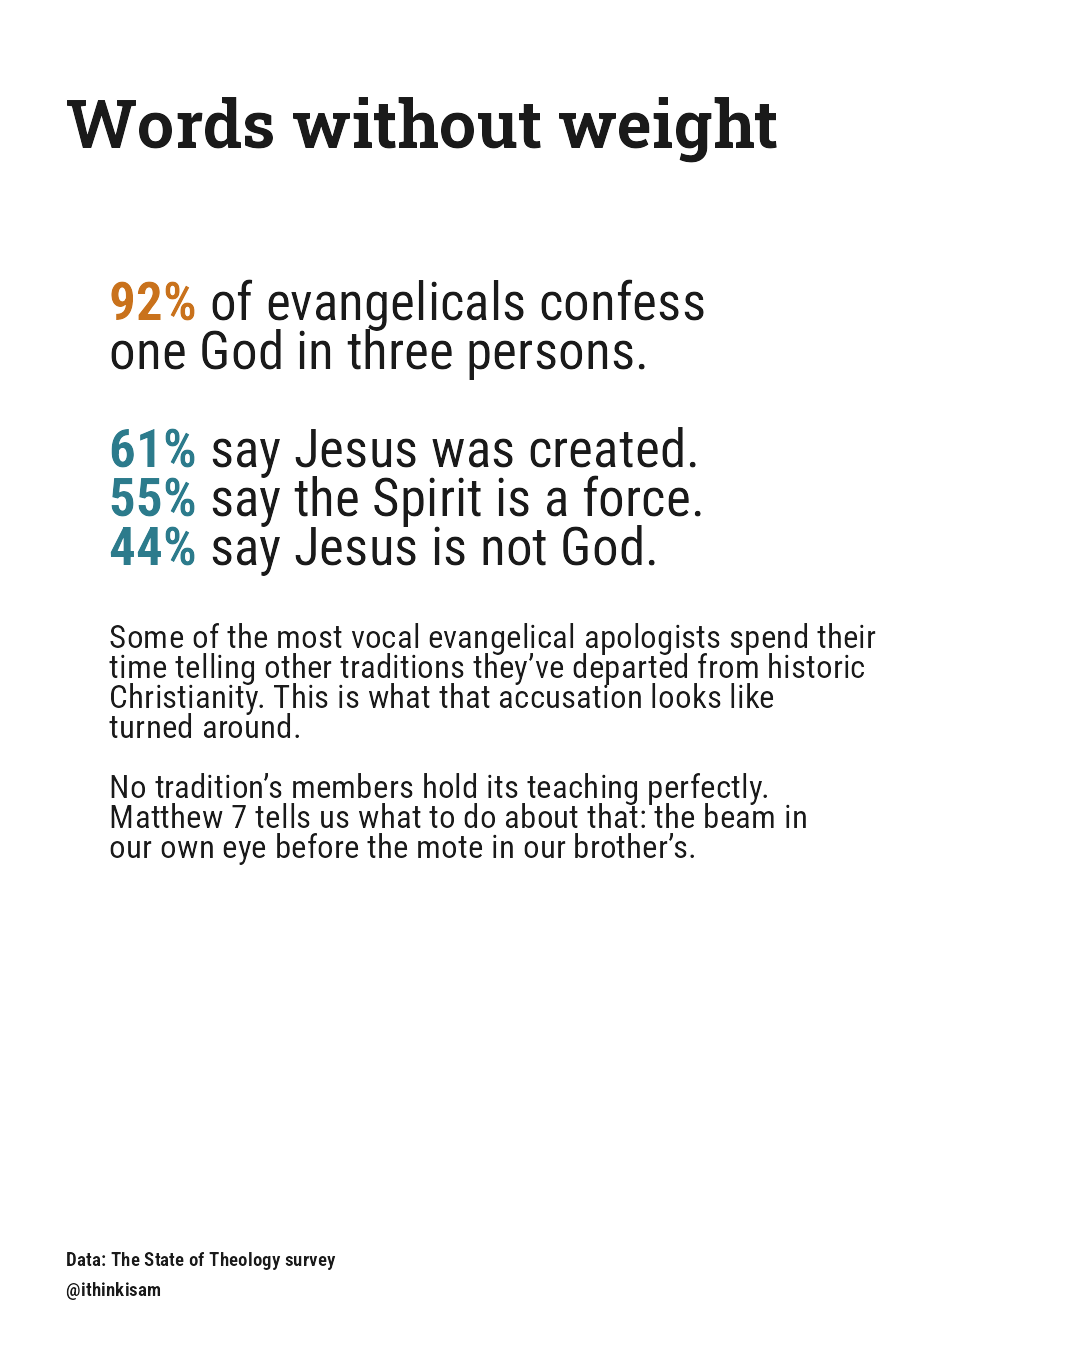 Words without weight
92% of evangelicals confess
one God in three persons.
61% say Jesus was created.
55% say the Spirit is a force.
44% say Jesus is not God.
Some of the most vocal evangelical apologists spend their
time telling other traditions they’ve departed from historic
Christianity. This is what that accusation looks like
turned around.
No tradition’s members hold its teaching perfectly.
Matthew 7 tells us what to do about that: the beam in
our own eye before the mote in our brother’s.
Data: The State of Theology survey
@ithinkisam